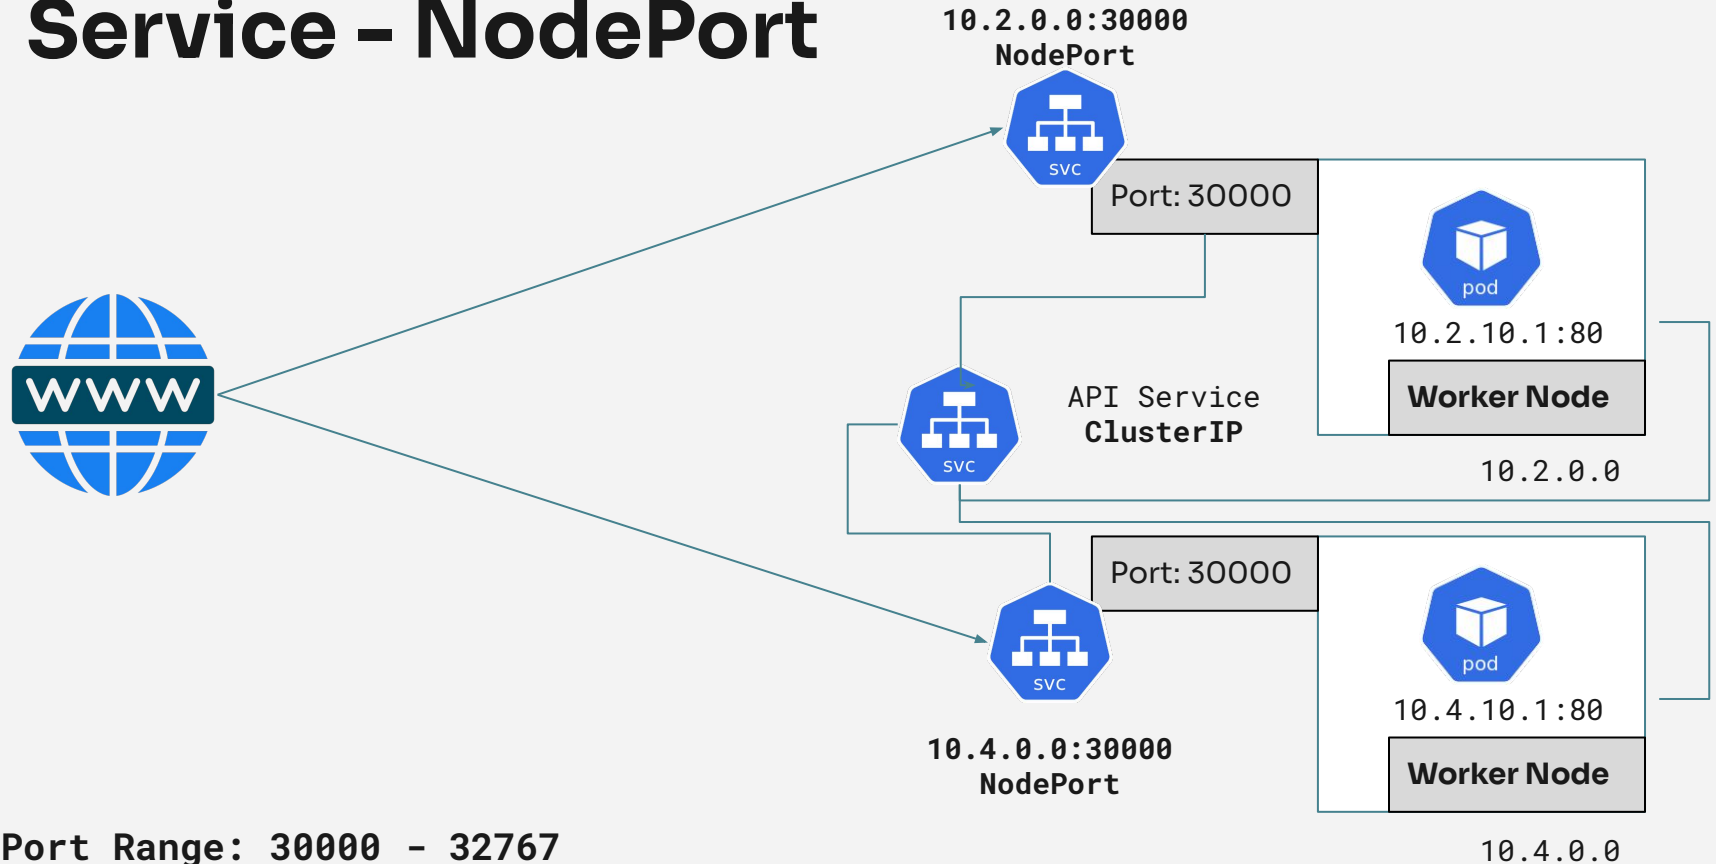 Service - NodePort
10.2.0.0:30000
NodePort
svc
Port: 30000
pod
10.2.10.1:80
Worker Node
10.2.0.0
WWW
API Service
ClusterIP
svc
Port: 30000
svc
10.4.0.0:30000
NodePort
pod
10.4.10.1:80
Worker Node
10.4.0.0
Port Range: 30000 - 32767